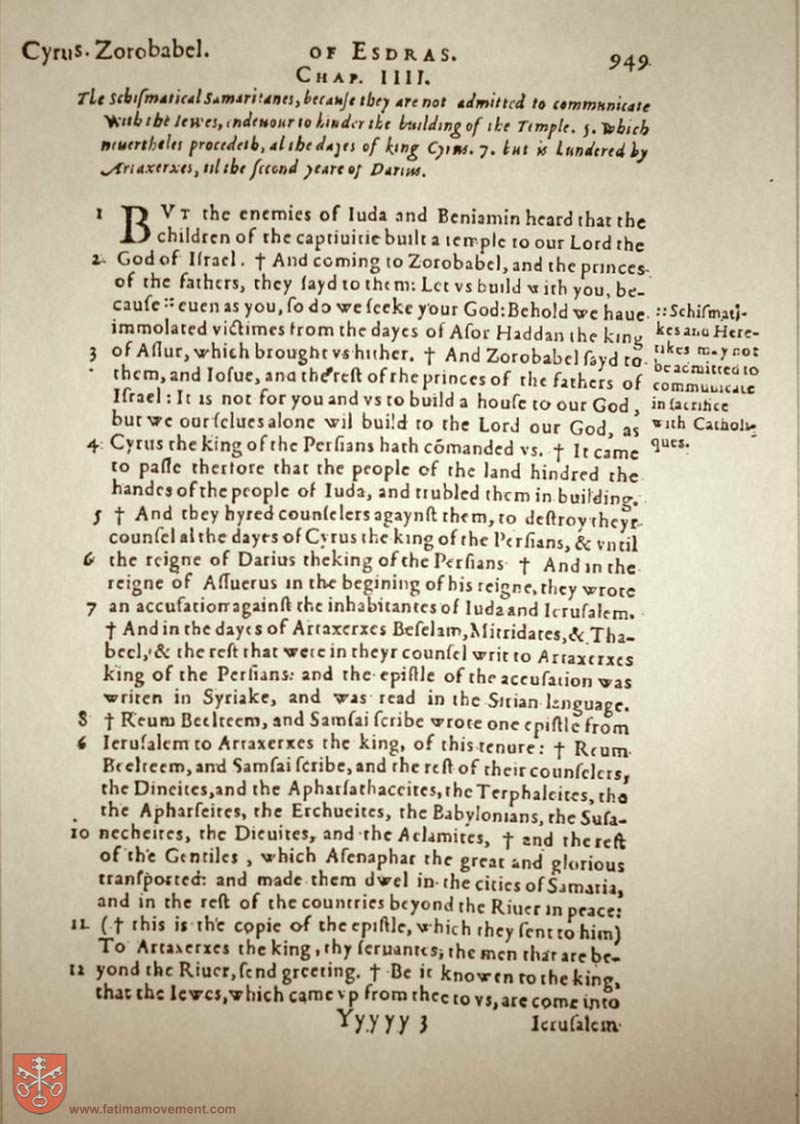 Cyrus. Zorobabel. OF ESDRAS. 949
CHAP. IIII.
The Schiſmatical Samaritanes, becauſe they are not admitted to communicate
with the Iewes, endeuour to hinder the building of the Temple. 5. which
neuertheles procedeth, al the dayes of king Cyrus. 7. but is hindered by
Artaxerxes, til the ſecond yeare of Darius.
1 BVT the enemies of Iuda and Beniamin heard that the
children of the captiuitie built a temple to our Lord the
2 God of Iſrael. † And coming to Zorobabel, and the princes
of the fathers, they ſayd to them: Let vs build with you, be-
cauſe :: euen as you, ſo do we ſeeke your God: Behold we haue
immolated victimes from the dayes of Aſor Haddan the king
3 of Aſſur, which brought vs hither. † And Zorobabel ſayd to
them, and Ioſue, and the reſt of the princes of the fathers of
Iſrael: It is not for you and vs to build a houſe to our God,
but we our ſelues alone wil build to the Lord our God, as
4 Cyrus the king of the Perſians hath cōmanded vs. † It came
to paſſe therfore that the people of the land hindred the
handes of the people of Iuda, and trubled them in building.
5 † And they hyred counſelers agaynſt them, to deſtroy theyr
counſel al the dayes of Cyrus the king of the Perſians, & vntil
6 the reigne of Darius the king of the Perſians † And in the
reigne of Aſſuerus in the begining of his reigne, they wrote
7 an accuſation againſt the inhabitantes of Iuda and Ieruſalem.
† And in the dayes of Artaxerxes Beſelam, Mitridates, & Tha-
beel, & the reſt that were in theyr counſel writ to Artaxerxes
king of the Perſians: and the epiſtle of the accuſation was
writen in Syriake, and was read in the Sirian language.
8 † Reum Beelteem, and Samſai ſcribe wrote one epiſtle from
6 Ieruſalem to Artaxerxes the king, of this tenure: † Reum
Beelteem, and Samſai ſcribe, and the reſt of their counſelers,
the Dineites, and the Apharſathaceites, the Terphaleites, the
the Apharſeites, the Erchueites, the Babylonians, the Suſa-
10 necheites, the Dieuites, and the Aelamites, † and the reſt
of the Gentiles, which Aſenaphar the great and glorious
tranſported: and made them dwel in the cities of Samaria,
and in the reſt of the countries beyond the Riuer in peace:
11 († this is the copie of the epiſtle, which they ſent to him)
To Artaxerxes the king, thy ſeruantes, the men that are be-
12 yond the Riuer, ſend greeting. † Be it knowen to the king,
that the Iewes, which came vp from thee to vs, are come into
Yyyyy 3 Ieruſalem
:: Schiſmati-
kes and Here-
tikes may not
be admitted to
communicate
in ſacrifice
with Catholi-
ques.
www.fatimamovement.com